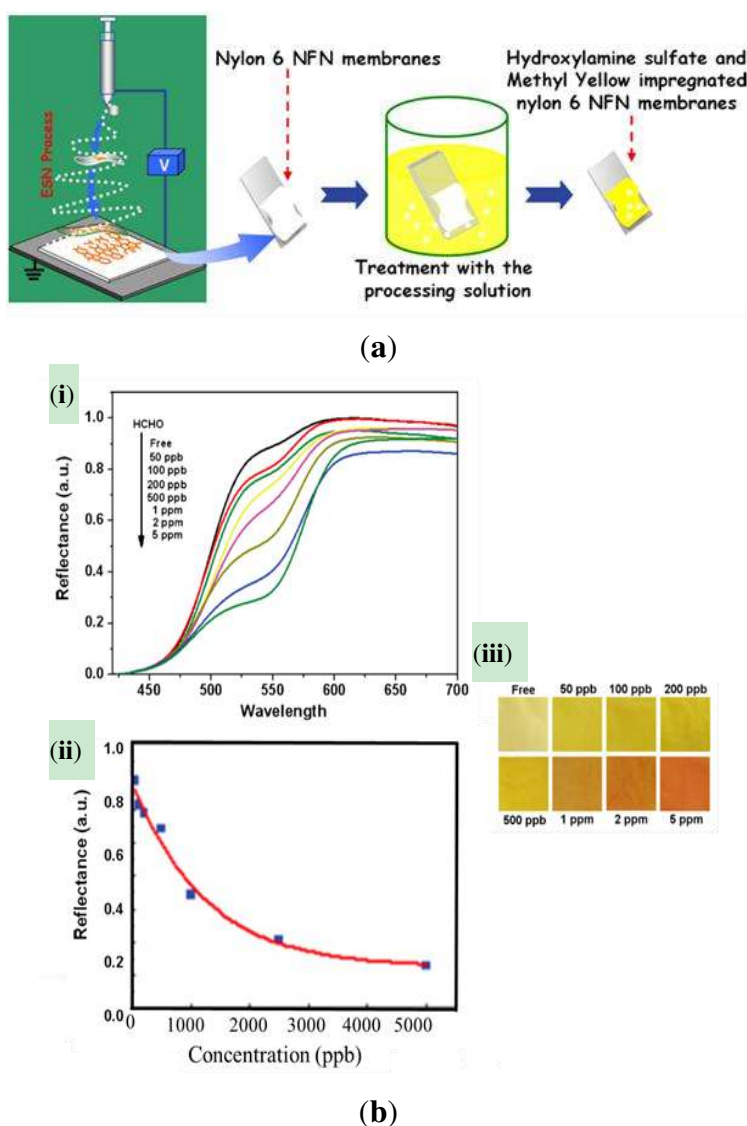 ESN Process
V
Nylon 6 NFN membranes
Treatment with the
processing solution
Hydroxylamine sulfate and
Methyl Yellow impregnated
nylon 6 NFN membranes
(a)
(i)
Reflectance (a.u.)
1.0
0.8
0.6
0.4
0.2
0.0
HCHO
Free
50 ppb
100 ppb
200 ppb
500 ppb
1 ppm
2 ppm
5 ppm
450 500 550 600 650 700
Wavelength
(ii)
Reflectance (a.u.)
1.0
0.8
0.6
0.4
0.2
0.0
0 1000 2000 3000 4000 5000
Concentration (ppb)
(iii)
Free 50 ppb 100 ppb 200 ppb
500 ppb 1 ppm 2 ppm 5 ppm
(b)